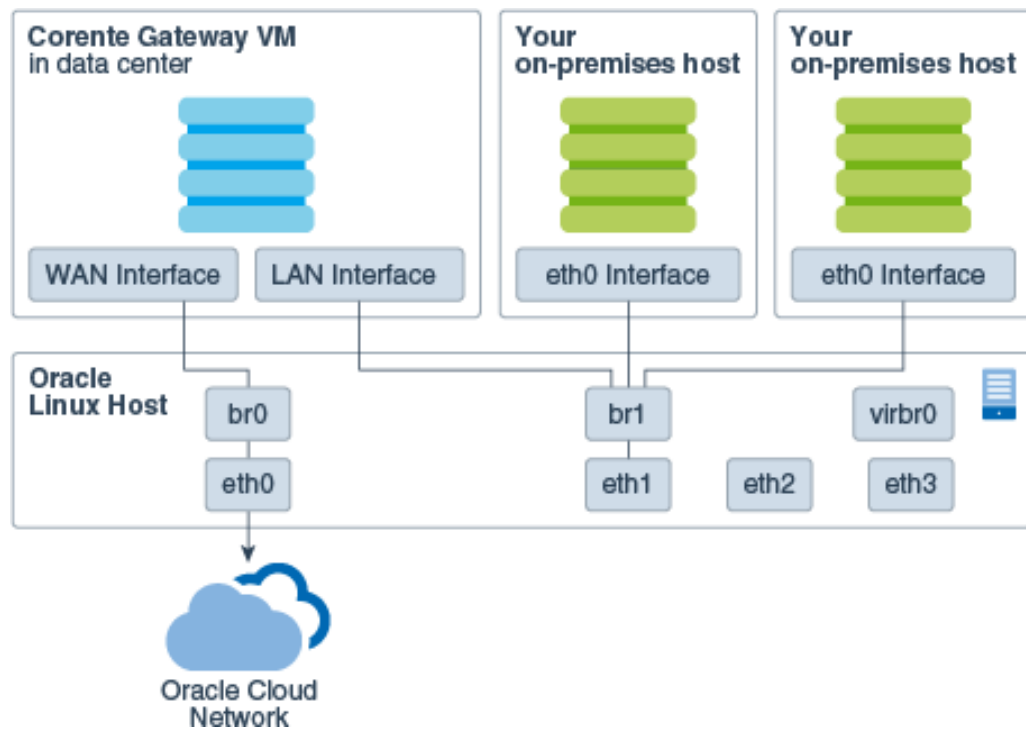 Corente Gateway VM
in data center
WAN Interface
LAN Interface
Your
on-premises host
eth0 Interface
Your
on-premises host
eth0 Interface
Oracle
Linux Host
br0
br1
virbr0
eth0
eth1
eth2
eth3
Oracle Cloud
Network